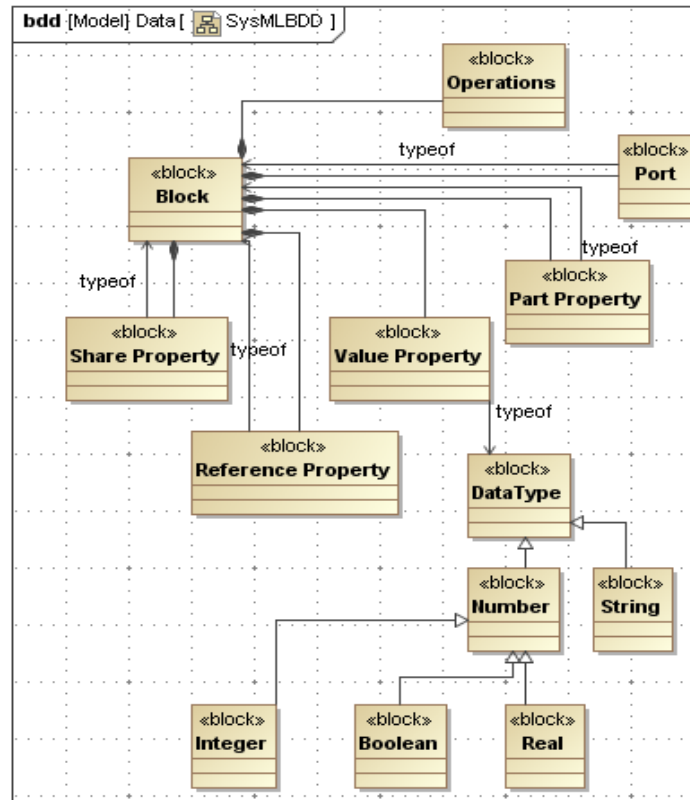 bdd [Model] Data [ SysMLBDD ]
«block»
Operations
typeof
«block»
Port
«block»
Block
typeof
«block»
Part Property
typeof
«block»
Share Property
typeof
«block»
Value Property
typeof
«block»
Reference Property
«block»
DataType
«block»
Number
«block»
String
«block»
Integer
«block»
Boolean
«block»
Real